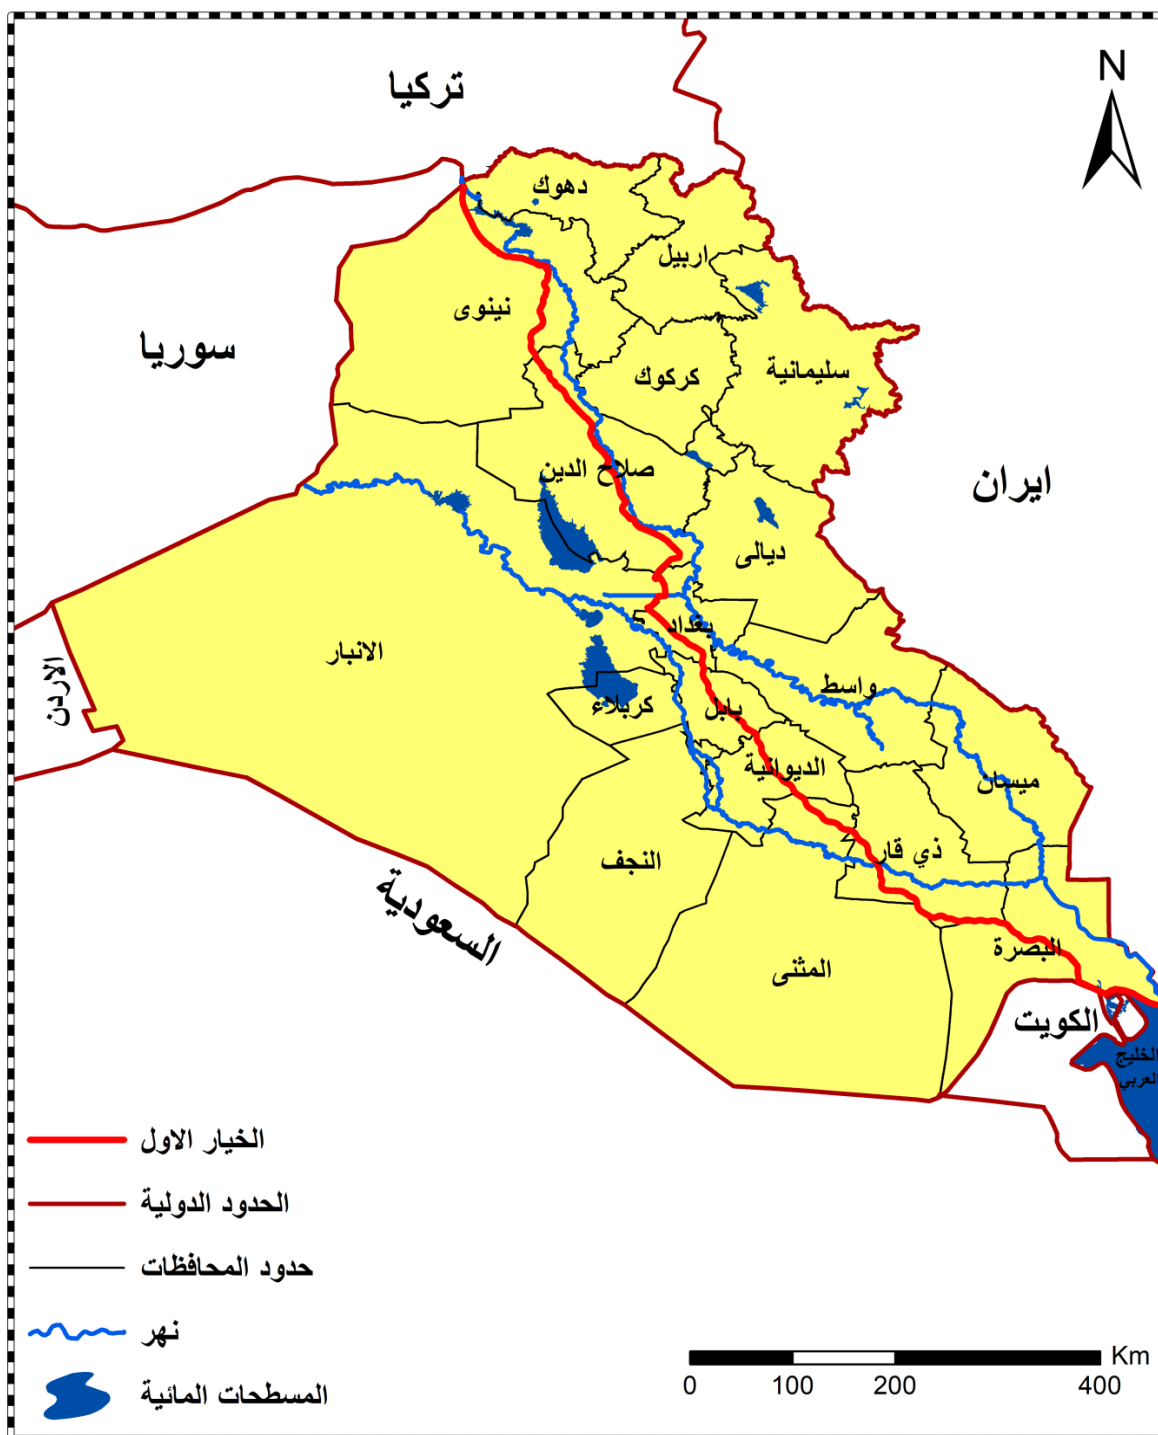 N
تركيا
دهوك
اربيل
نينوى
سوريا
كركوك
سليمانية
صلاح الدين
ايران
ديالى
بغداد
الانبار
واسط
الاردن
كربلاء
بابل
الديوانية
ميسان
ذي قار
النجف
السعودية
المثنى
البصرة
الكويت
الخليج
العربي
الخيار الاول
الحدود الدولية
حدود المحافظات
نهر
المسطحات المائية
Km
0 100 200 400